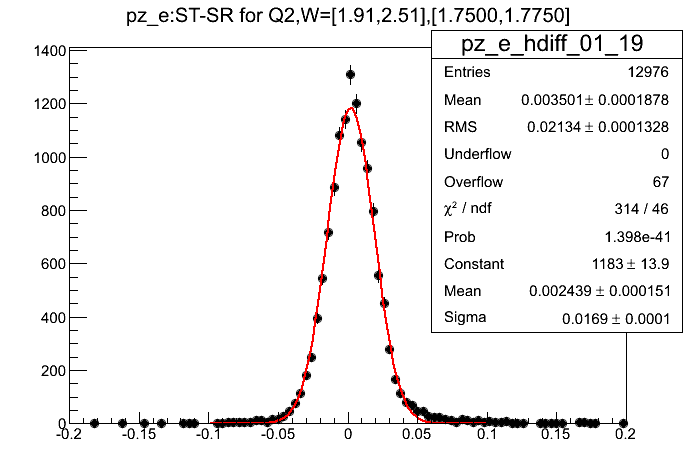 pz_e:ST-SR for Q2,W=[1.91,2.51],[1.7500,1.7750]
pz_e_hdiff_01_19
Entries 12976
Mean 0.003501 ± 0.0001878
RMS 0.02134 ± 0.0001328
Underflow 0
Overflow 67
χ² / ndf 314 / 46
Prob 1.398e-41
Constant 1183 ± 13.9
Mean 0.002439 ± 0.000151
Sigma 0.0169 ± 0.0001
1400
1200
1000
800
600
400
200
0
-0.2 -0.15 -0.1 -0.05 0 0.05 0.1 0.15 0.2